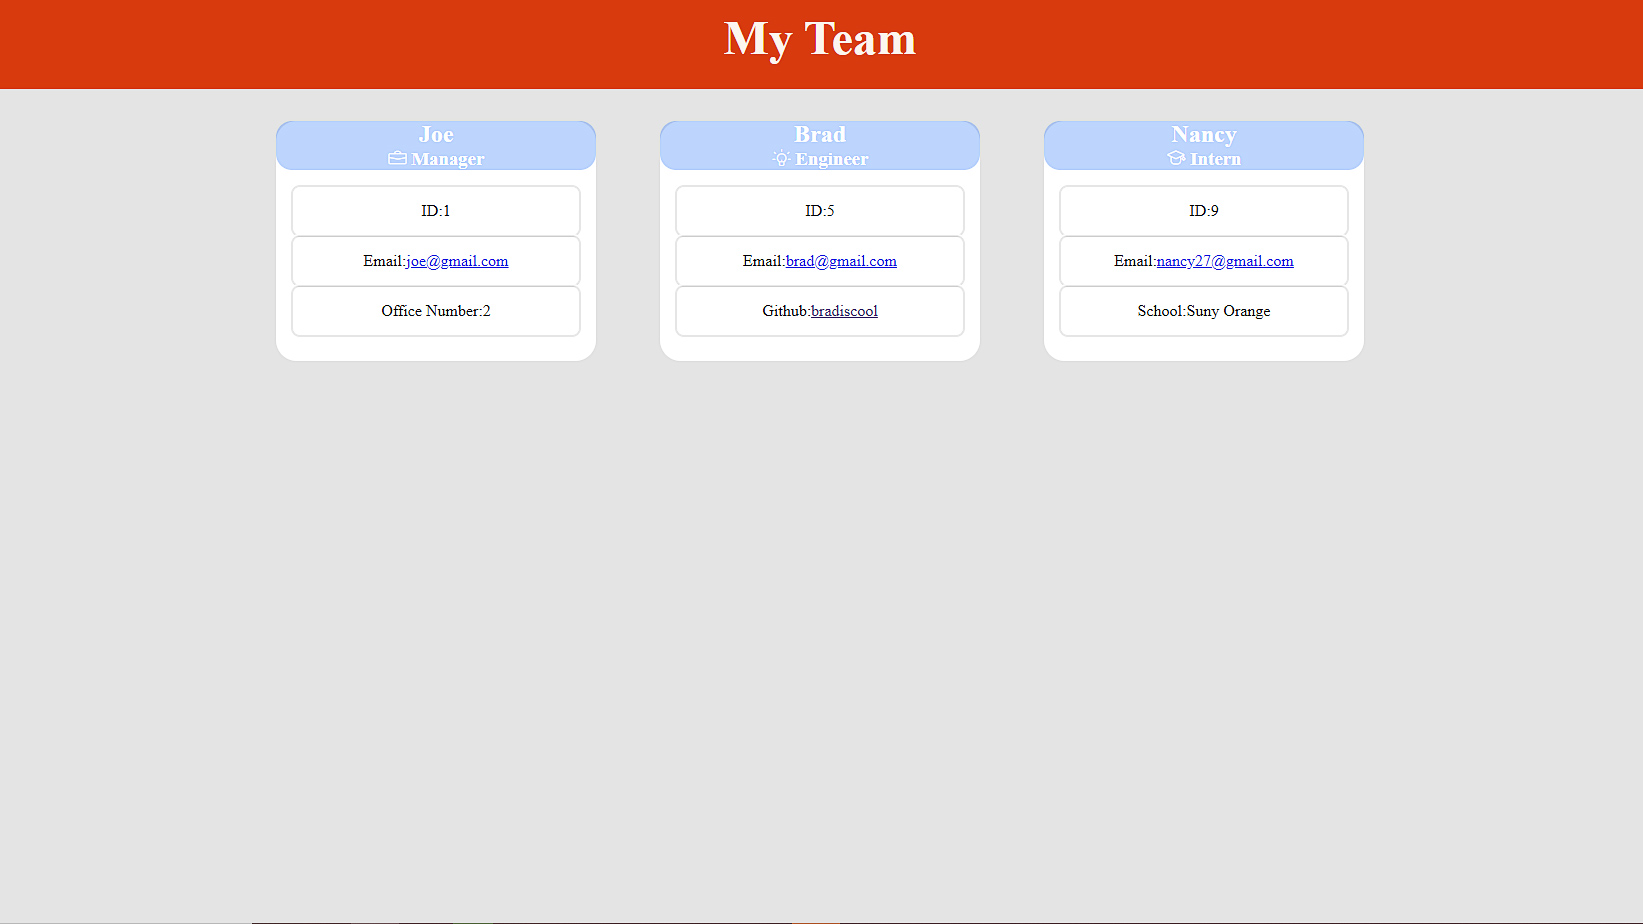 My Team
Joe
Manager
ID:1
Email:joe@gmail.com
Office Number:2
Brad
Engineer
ID:5
Email:brad@gmail.com
Github:bradiscool
Nancy
Intern
ID:9
Email:nancy27@gmail.com
School:Suny Orange